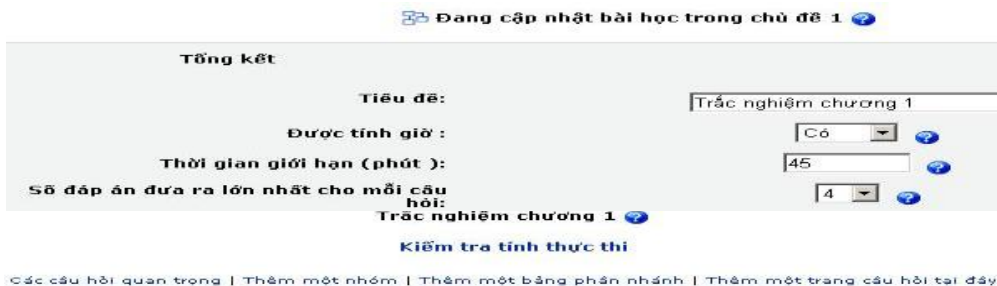 Đang cập nhật bài học trong chủ đề 1
Tổng kết
Tiêu đề:
Trắc nghiệm chương 1
Được tính giờ :
Có
Thời gian giới hạn (phút ):
45
Số đáp án đưa ra lớn nhất cho mỗi câu
hỏi:
4
Trắc nghiệm chương 1
Kiểm tra tính thực thi
Các câu hỏi quan trọng | Thêm một nhóm | Thêm một bảng phân nhánh | Thêm một trang câu hỏi tại đây